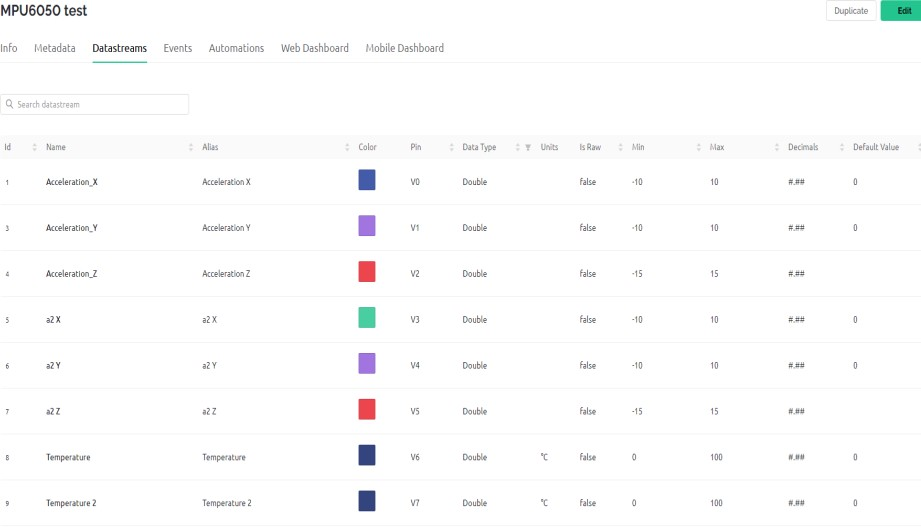 MPU6050 test
Duplicate Edit
Info Metadata Datastreams Events Automations Web Dashboard Mobile Dashboard
Search datastream
Id Name Alias Color Pin Data Type Units Is Raw Min Max Decimals Default Value
1 Acceleration_X Acceleration X V0 Double false -10 10 #.## 0
3 Acceleration_Y Acceleration Y V1 Double false -10 10 #.## 0
4 Acceleration_Z Acceleration Z V2 Double false -15 15 #.##
5 a2 X a2 X V3 Double false -10 10 #.## 0
6 a2 Y a2 Y V4 Double false -10 10 #.## 0
7 a2 Z a2 Z V5 Double false -15 15 #.##
8 Temperature Temperature V6 Double °C false 0 100 #.## 0
9 Temperature 2 Temperature 2 V7 Double °C false 0 100 #.## 0